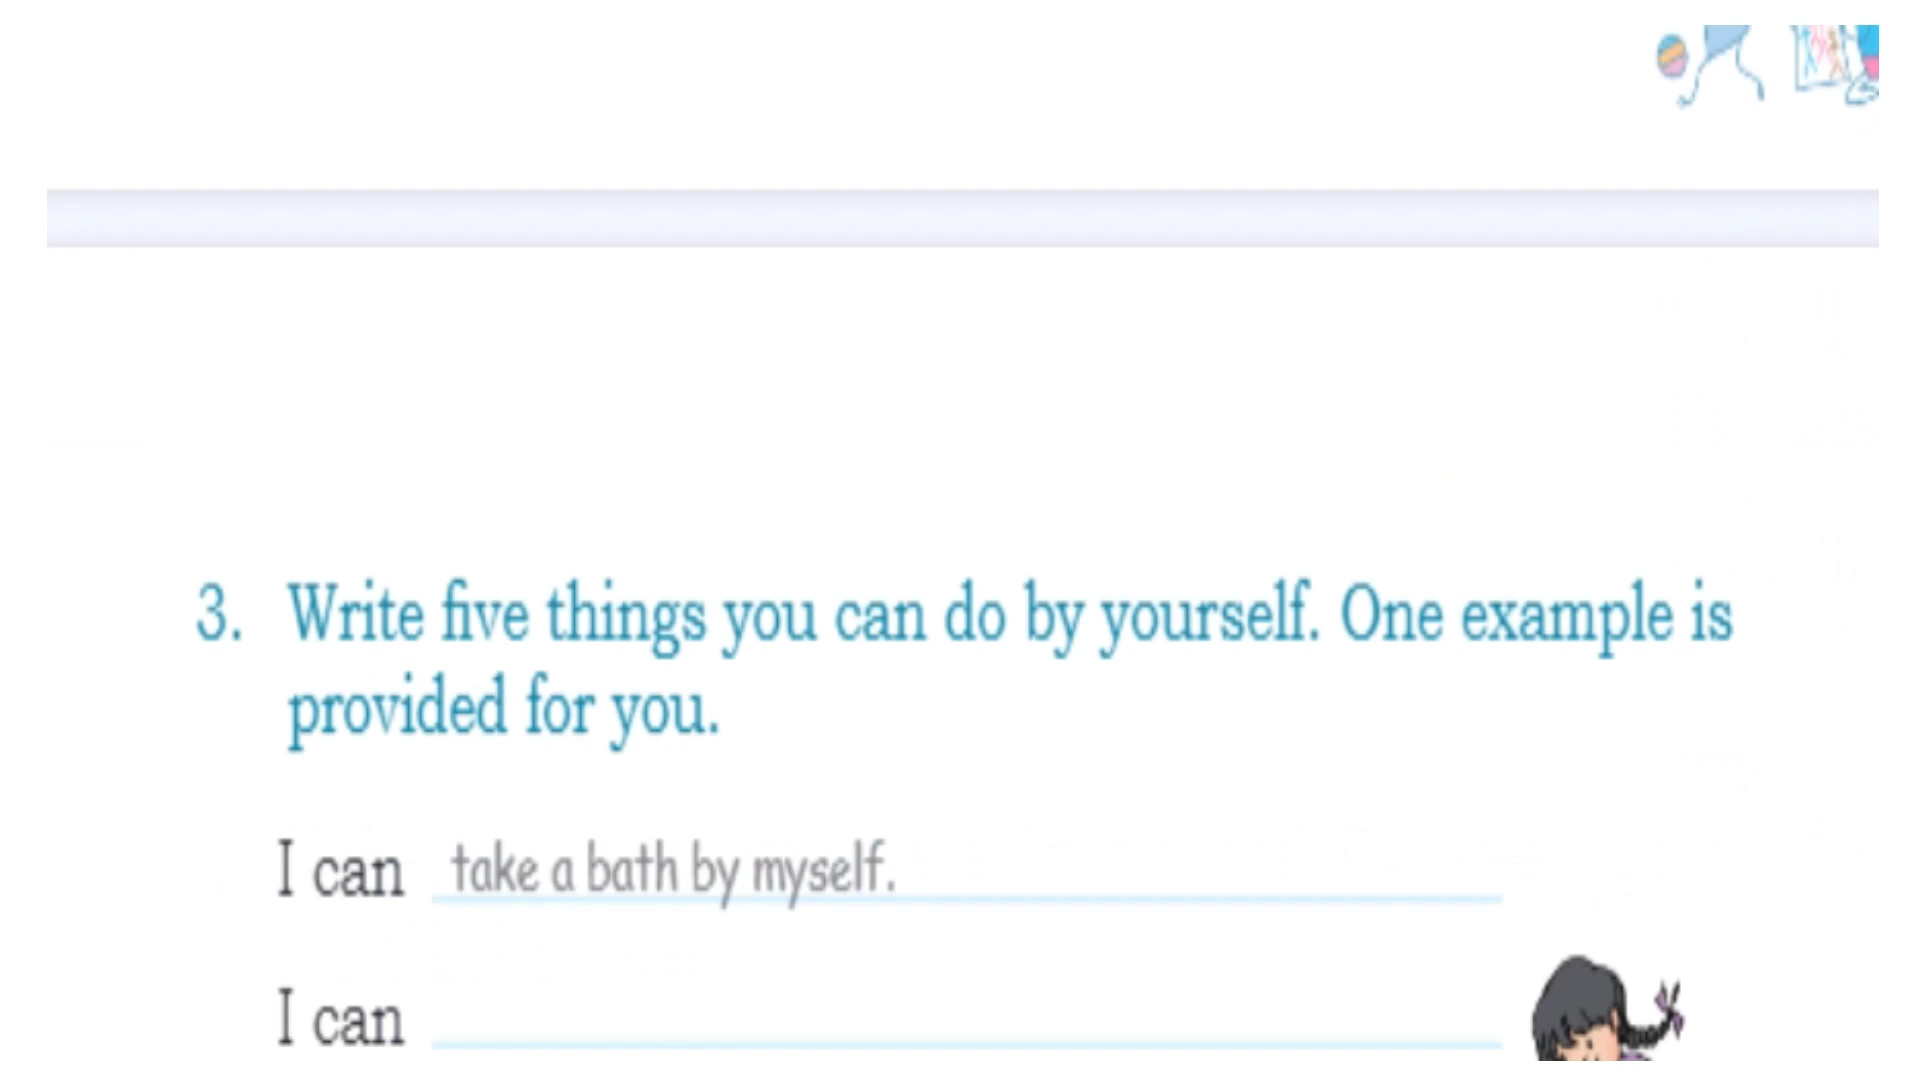 3. Write five things you can do by yourself. One example is
provided for you.
I can take a bath by myself.
I can